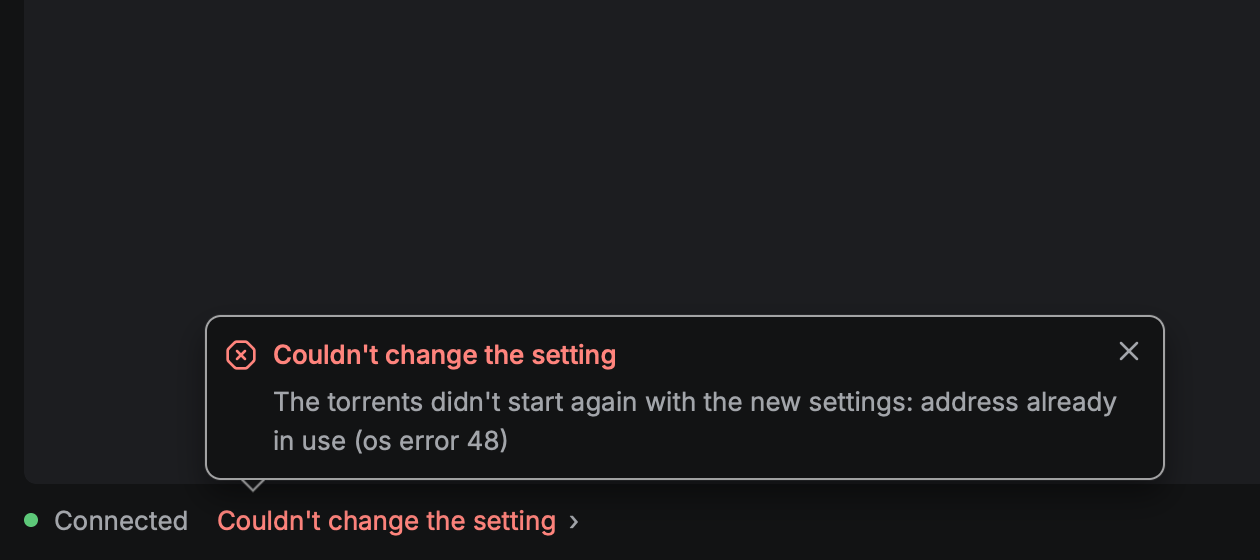 Couldn't change the setting
The torrents didn't start again with the new settings: address already
in use (os error 48)
Connected Couldn't change the setting ›